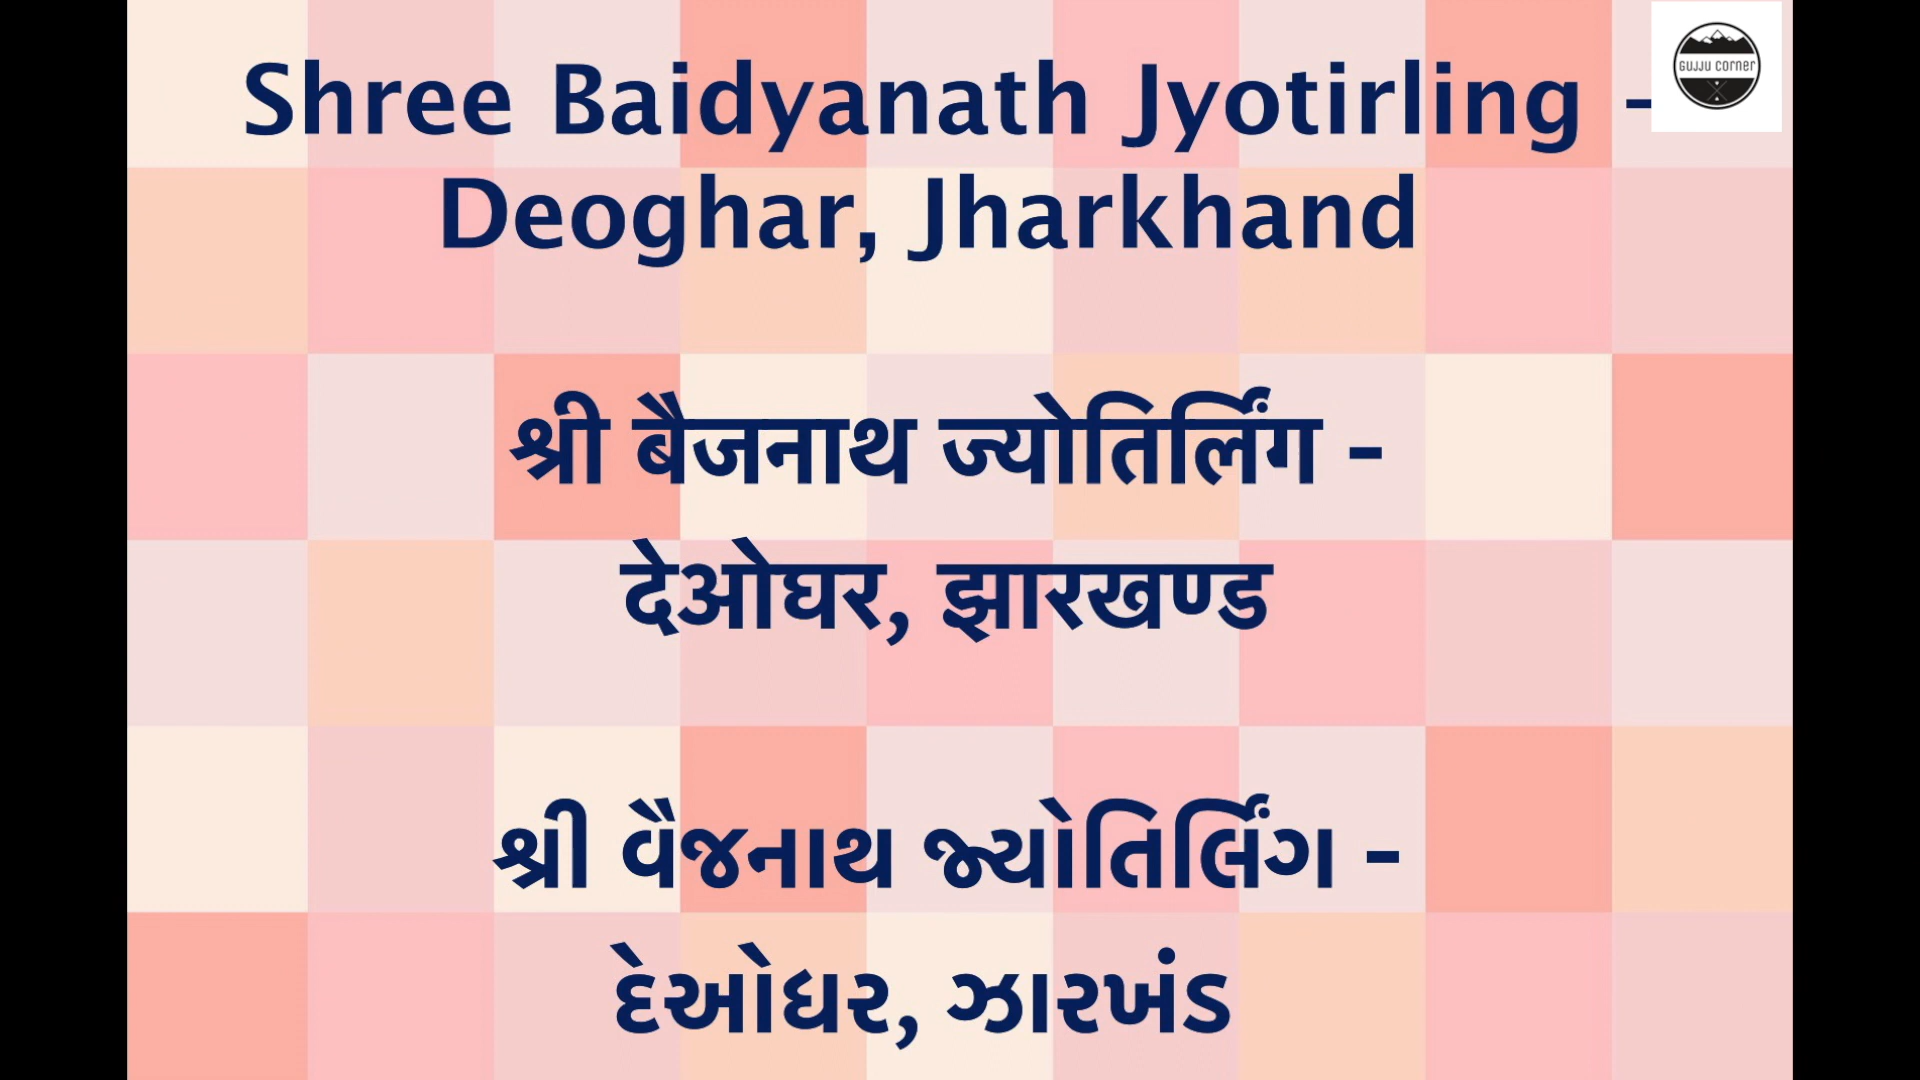 Shree Baidyanath Jyotirling -
GUJJU CORNER
Deoghar, Jharkhand
श्री बैजनाथ ज्योतिर्लिंग -
देओघर, झारखण्ड
શ્રી વૈજનાથ જ્યોતિર્લિંગ -
દેઓઘર, ઝારખંડ